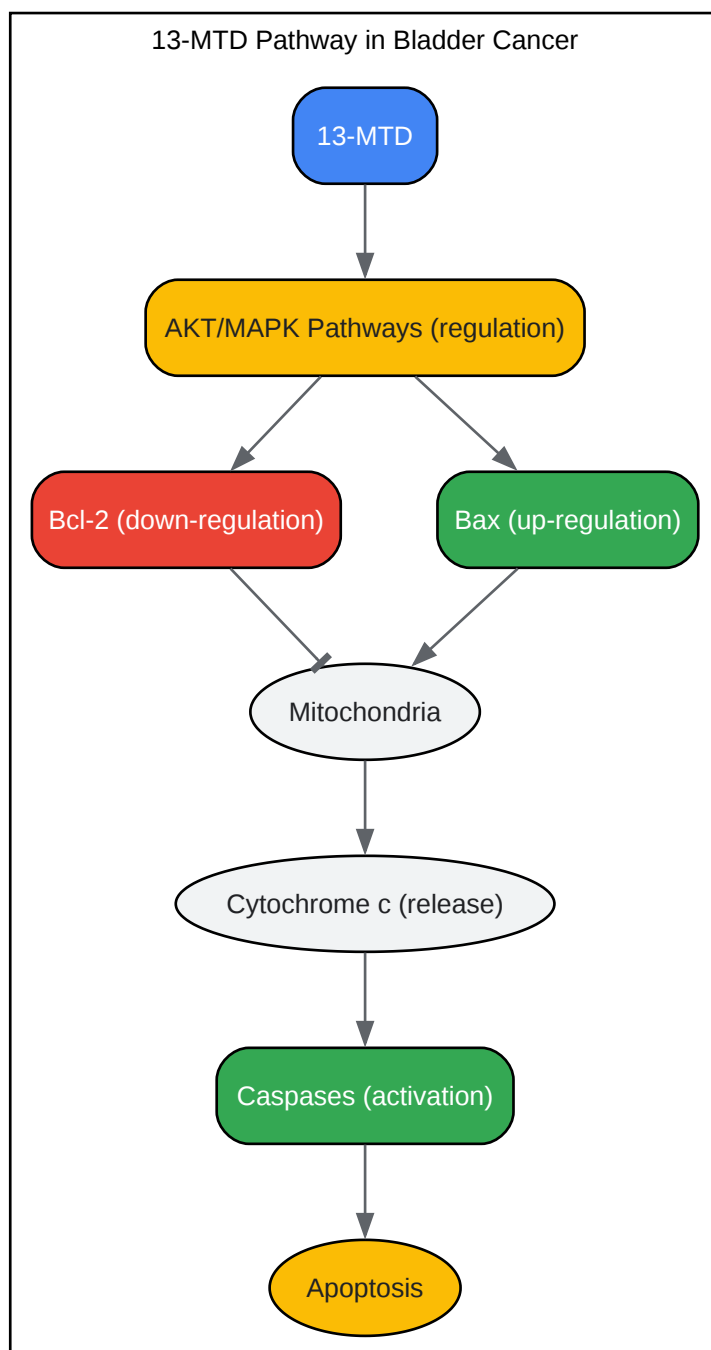 13-MTD Pathway in Bladder Cancer
13-MTD
AKT/MAPK Pathways (regulation)
Bcl-2 (down-regulation)
Bax (up-regulation)
Mitochondria
Cytochrome c (release)
Caspases (activation)
Apoptosis